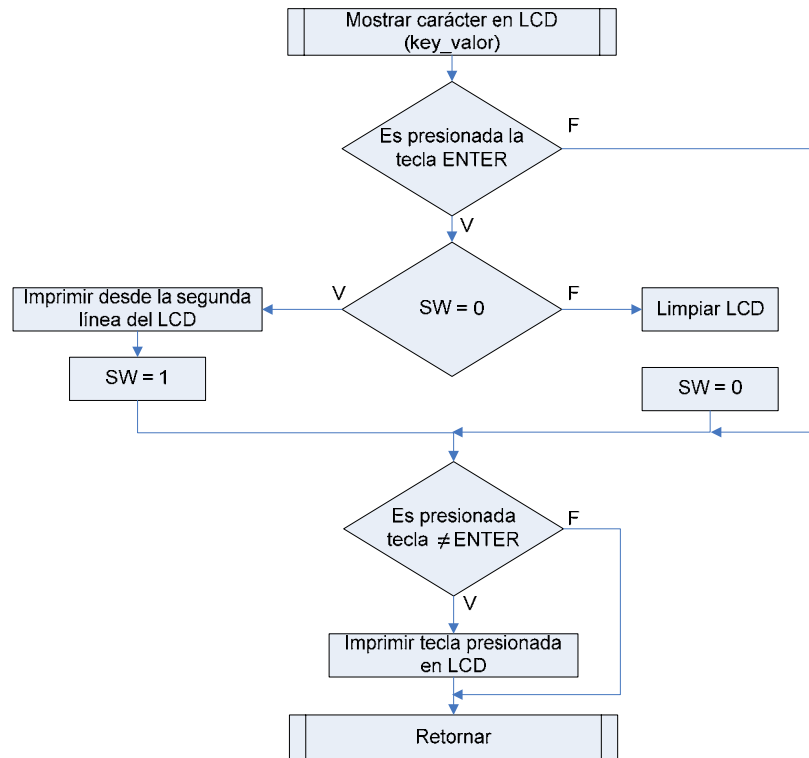 Mostrar carácter en LCD
(key_valor)
Es presionada la
tecla ENTER
F
V
SW = 0
V
F
Imprimir desde la segunda
línea del LCD
Limpiar LCD
SW = 1
SW = 0
Es presionada
tecla ≠ ENTER
F
V
Imprimir tecla presionada
en LCD
Retornar